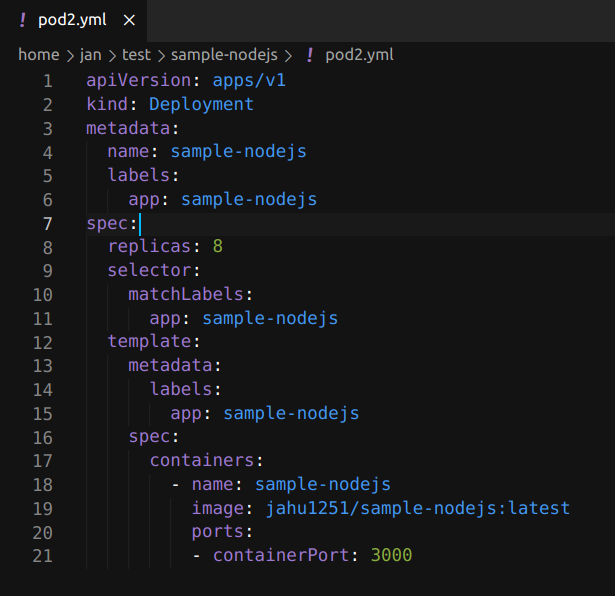 ! pod2.yml ×
home > jan > test > sample-nodejs > ! pod2.yml
1 apiVersion: apps/v1
2 kind: Deployment
3 metadata:
4   name: sample-nodejs
5   labels:
6     app: sample-nodejs
7 spec:
8   replicas: 8
9   selector:
10     matchLabels:
11       app: sample-nodejs
12   template:
13     metadata:
14       labels:
15         app: sample-nodejs
16     spec:
17       containers:
18         - name: sample-nodejs
19           image: jahu1251/sample-nodejs:latest
20           ports:
21           - containerPort: 3000